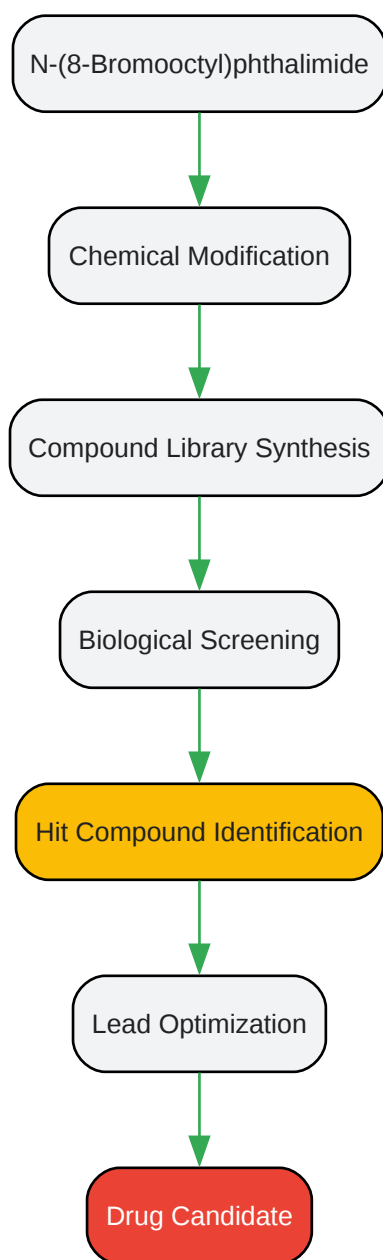 N-(8-Bromooctyl)phthalimide
Chemical Modification
Compound Library Synthesis
Biological Screening
Hit Compound Identification
Lead Optimization
Drug Candidate